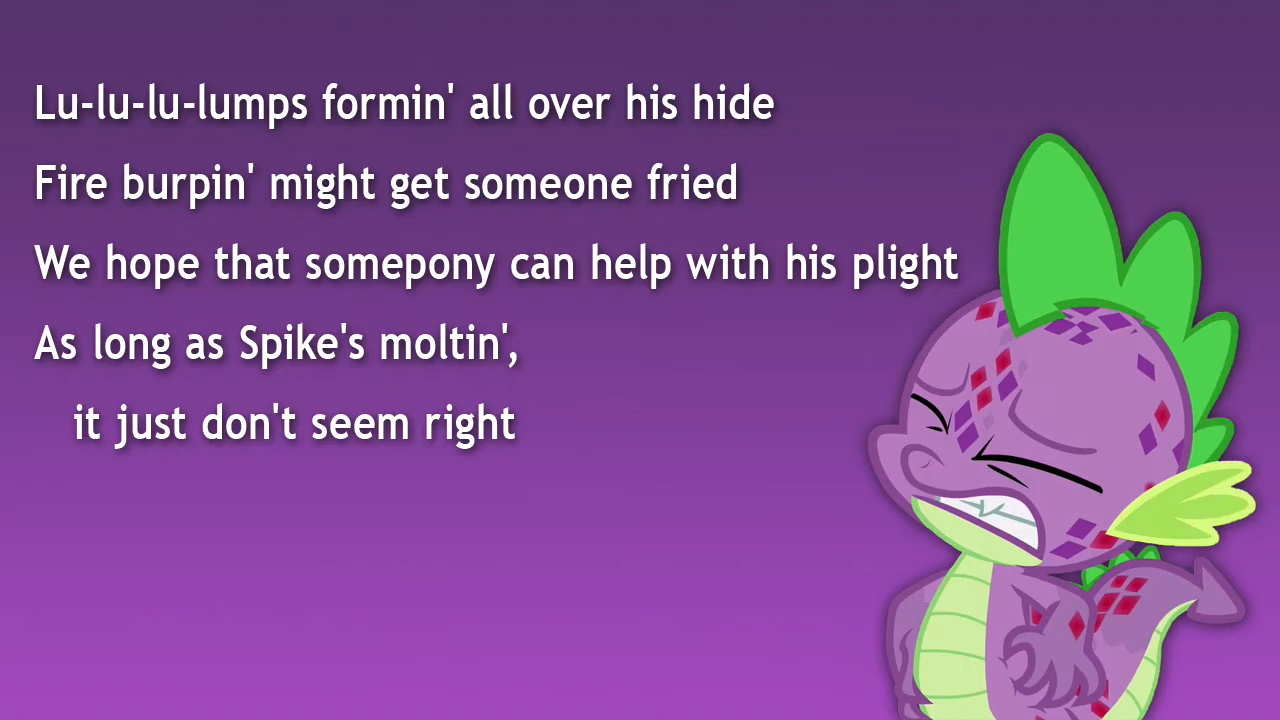 Lu-lu-lu-lumps formin' all over his hide
Fire burpin' might get someone fried
We hope that somepony can help with his plight
As long as Spike's moltin',
it just don't seem right